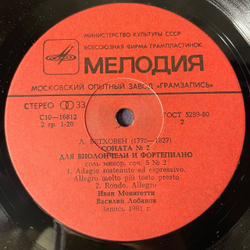 МИНИСТЕРСТВО КУЛЬТУРЫ СССР
ВСЕСОЮЗНАЯ ФИРМА ГРАМПЛАСТИНОК
МЕЛОДИЯ
МОСКОВСКИЙ ОПЫТНЫЙ ЗАВОД «ГРАМЗАПИСЬ»
СТЕРЕО 33 ГОСТ 5289-80
С10—16812 2
2 гр. 1-20
Л. БЕТХОВЕН (1770—1827)
СОНАТА № 2
ДЛЯ ВИОЛОНЧЕЛИ И ФОРТЕПИАНО
соль минор, соч. 5 № 2
1. Adagio sostenuto ed espressivo.
Allegro molto più tosto presto
2. Rondo. Allegro
Иван Монигетти
Василий Лобанов
Запись 1981 г.